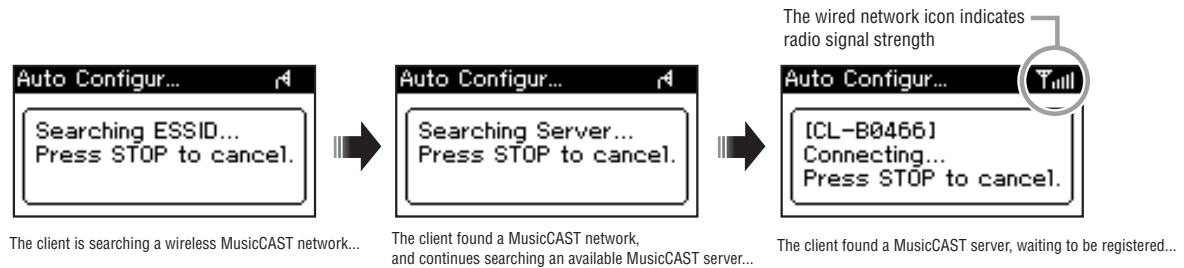 The wired network icon indicates
radio signal strength
Auto Configur...
Searching ESSID...
Press STOP to cancel.
The client is searching a wireless MusicCAST network...
Auto Configur...
Searching Server...
Press STOP to cancel.
The client found a MusicCAST network,
and continues searching an available MusicCAST server...
Auto Configur...
[CL-B0466]
Connecting...
Press STOP to cancel.
The client found a MusicCAST server, waiting to be registered...